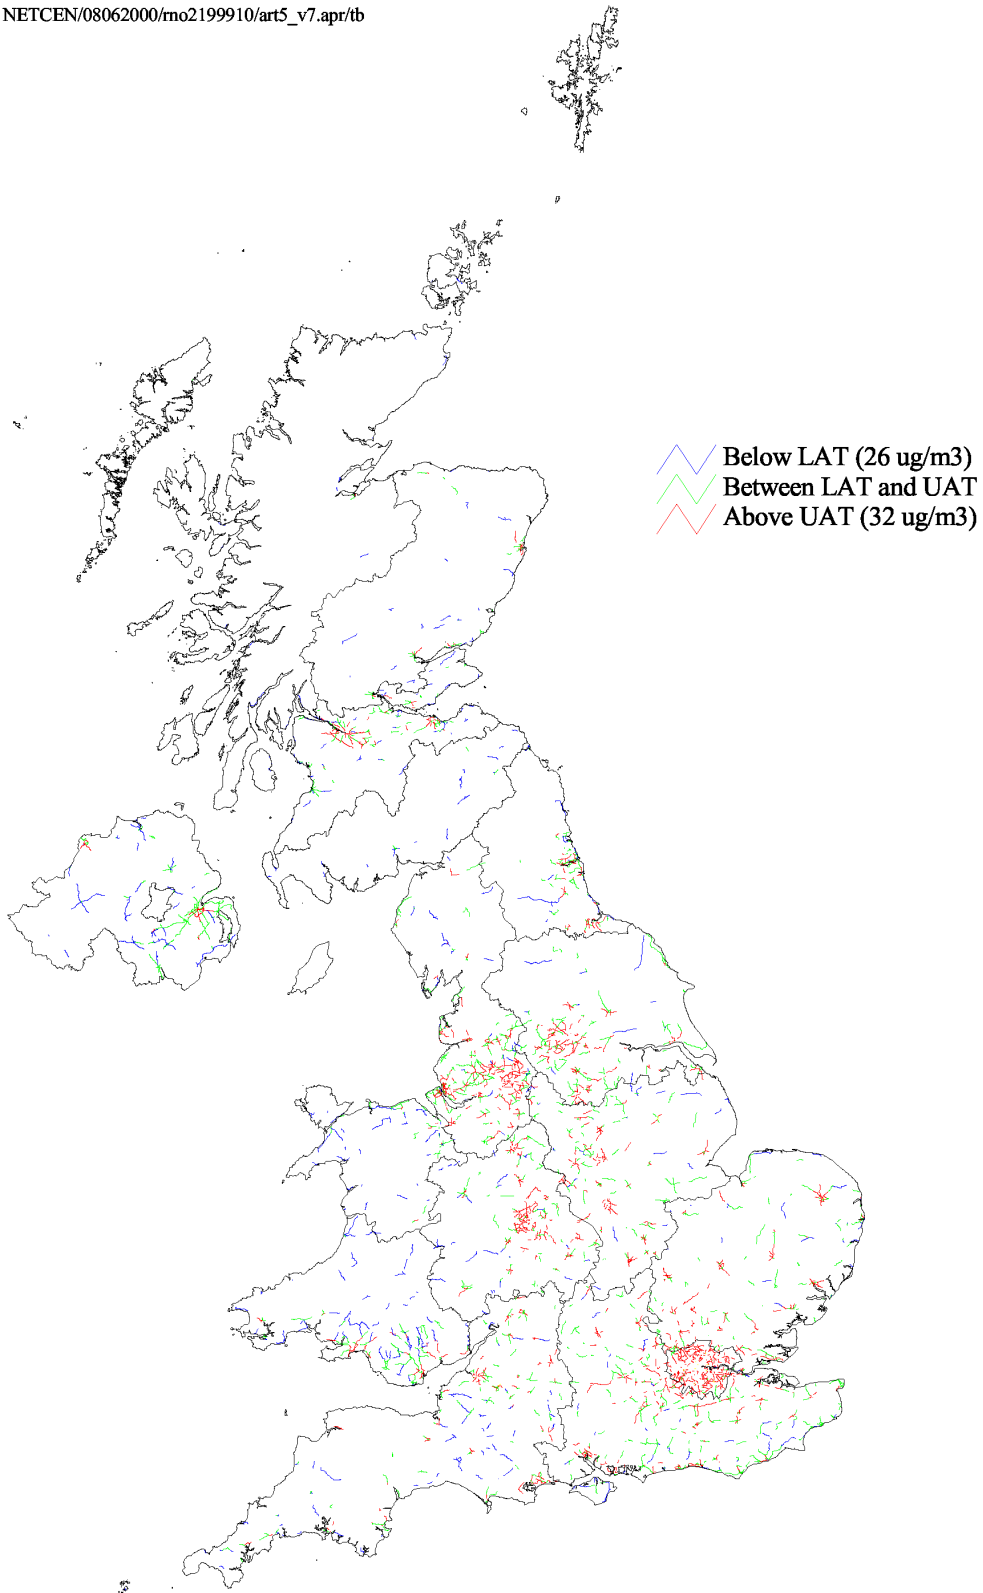 NETCEN/08062000/rno2199910/art5_v7.apr/tb
Below LAT (26 ug/m3)
Between LAT and UAT
Above UAT (32 ug/m3)